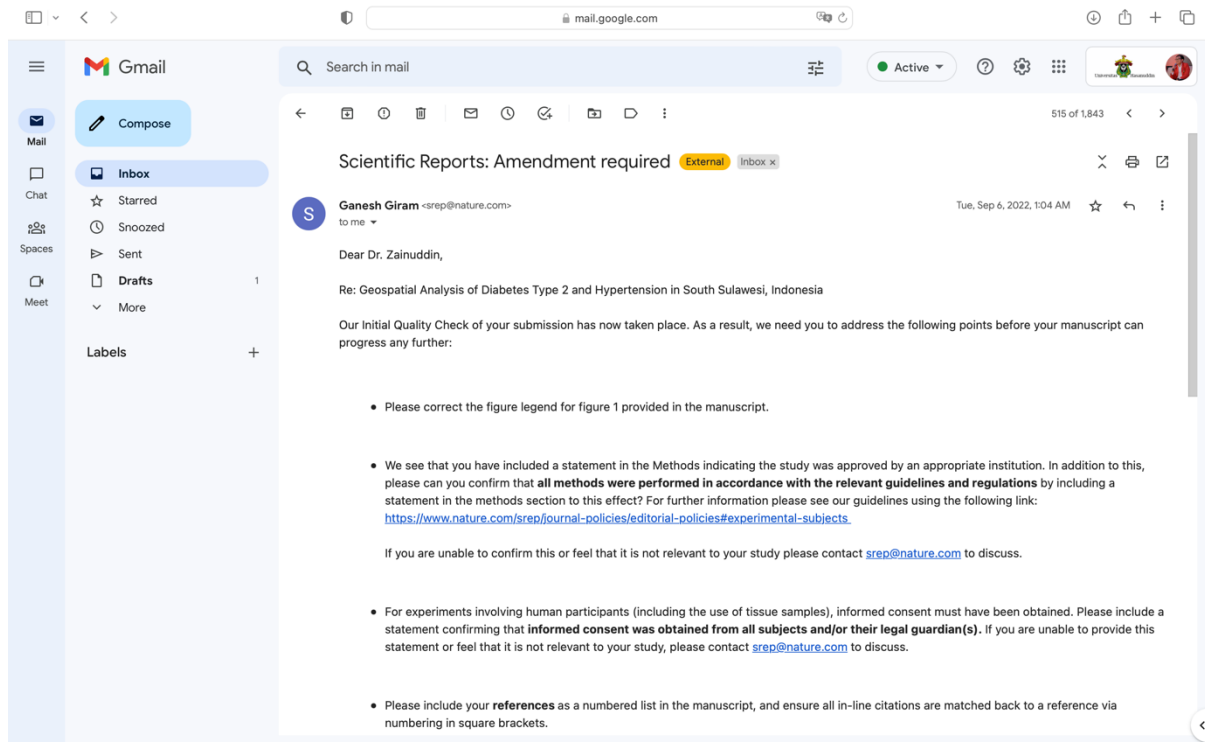 mail.google.com
Gmail
Search in mail
Active
Compose
515 of 1,843
Mail
Scientific Reports: Amendment required External Inbox x
Inbox
Chat
Starred
Ganesh Giram <srep@nature.com>
Tue, Sep 6, 2022, 1:04 AM
S
to me
Snoozed
Spaces
Sent
Dear Dr. Zainuddin,
Drafts 1
Re: Geospatial Analysis of Diabetes Type 2 and Hypertension in South Sulawesi, Indonesia
Meet
More
Our Initial Quality Check of your submission has now taken place. As a result, we need you to address the following points before your manuscript can
progress any further:
Labels
• Please correct the figure legend for figure 1 provided in the manuscript.
• We see that you have included a statement in the Methods indicating the study was approved by an appropriate institution. In addition to this,
please can you confirm that all methods were performed in accordance with the relevant guidelines and regulations by including a
statement in the methods section to this effect? For further information please see our guidelines using the following link:
https://www.nature.com/srep/journal-policies/editorial-policies#experimental-subjects
If you are unable to confirm this or feel that it is not relevant to your study please contact srep@nature.com to discuss.
• For experiments involving human participants (including the use of tissue samples), informed consent must have been obtained. Please include a
statement confirming that informed consent was obtained from all subjects and/or their legal guardian(s). If you are unable to provide this
statement or feel that it is not relevant to your study, please contact srep@nature.com to discuss.
• Please include your references as a numbered list in the manuscript, and ensure all in-line citations are matched back to a reference via
numbering in square brackets.